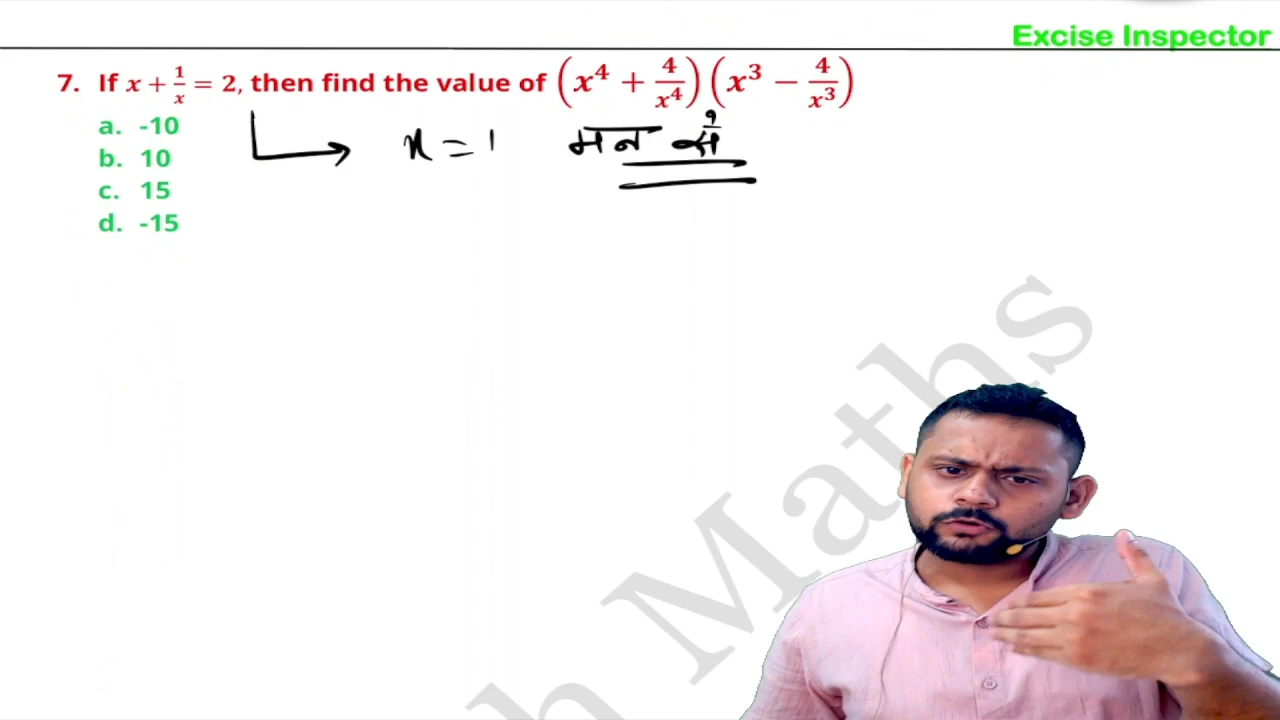 Excise Inspector
7. If x + 1/x = 2, then find the value of (x⁴ + 4/x⁴)(x³ − 4/x³)
a. -10
b. 10
c. 15
d. -15
x = 1 मन से
Maths